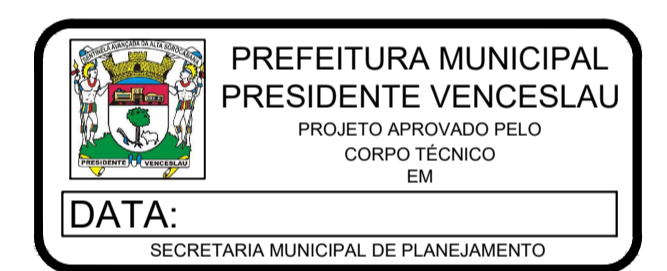 SENTINELA AVANÇADA DA ALTA SOROCABANA
PRESIDENTE VENCESLAU
PREFEITURA MUNICIPAL
PRESIDENTE VENCESLAU
PROJETO APROVADO PELO
CORPO TÉCNICO
EM
DATA:
SECRETARIA MUNICIPAL DE PLANEJAMENTO